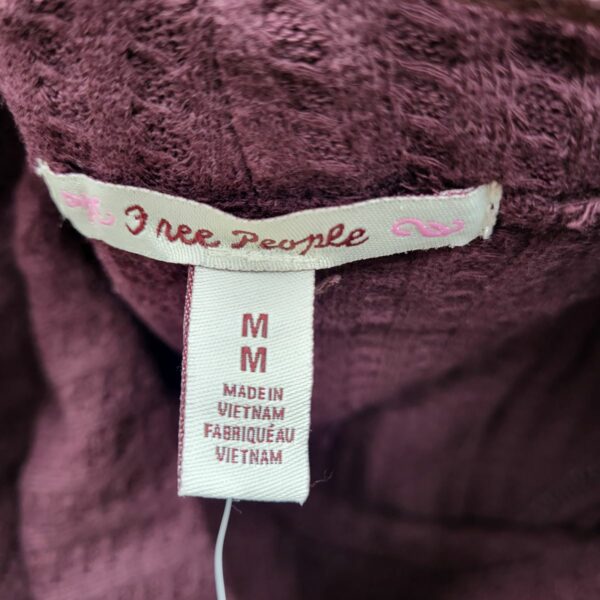 Free People
M
M
MADE IN
VIETNAM
FABRIQUÉ AU
VIETNAM